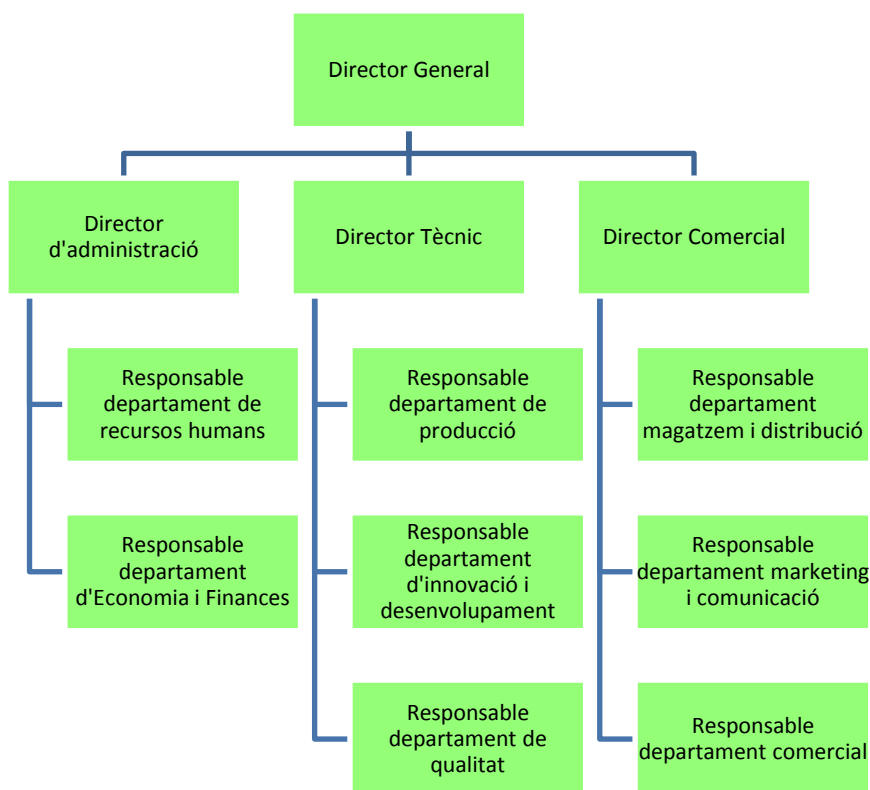 Director General
Director
d'administració
Director Tècnic
Director Comercial
Responsable
departament de
recursos humans
Responsable
departament
d'Economia i Finances
Responsable
departament de
producció
Responsable
departament
d'innovació i
desenvolupament
Responsable
departament de
qualitat
Responsable
departament
magatzem i distribució
Responsable
departament marketing
i comunicació
Responsable
departament comercial